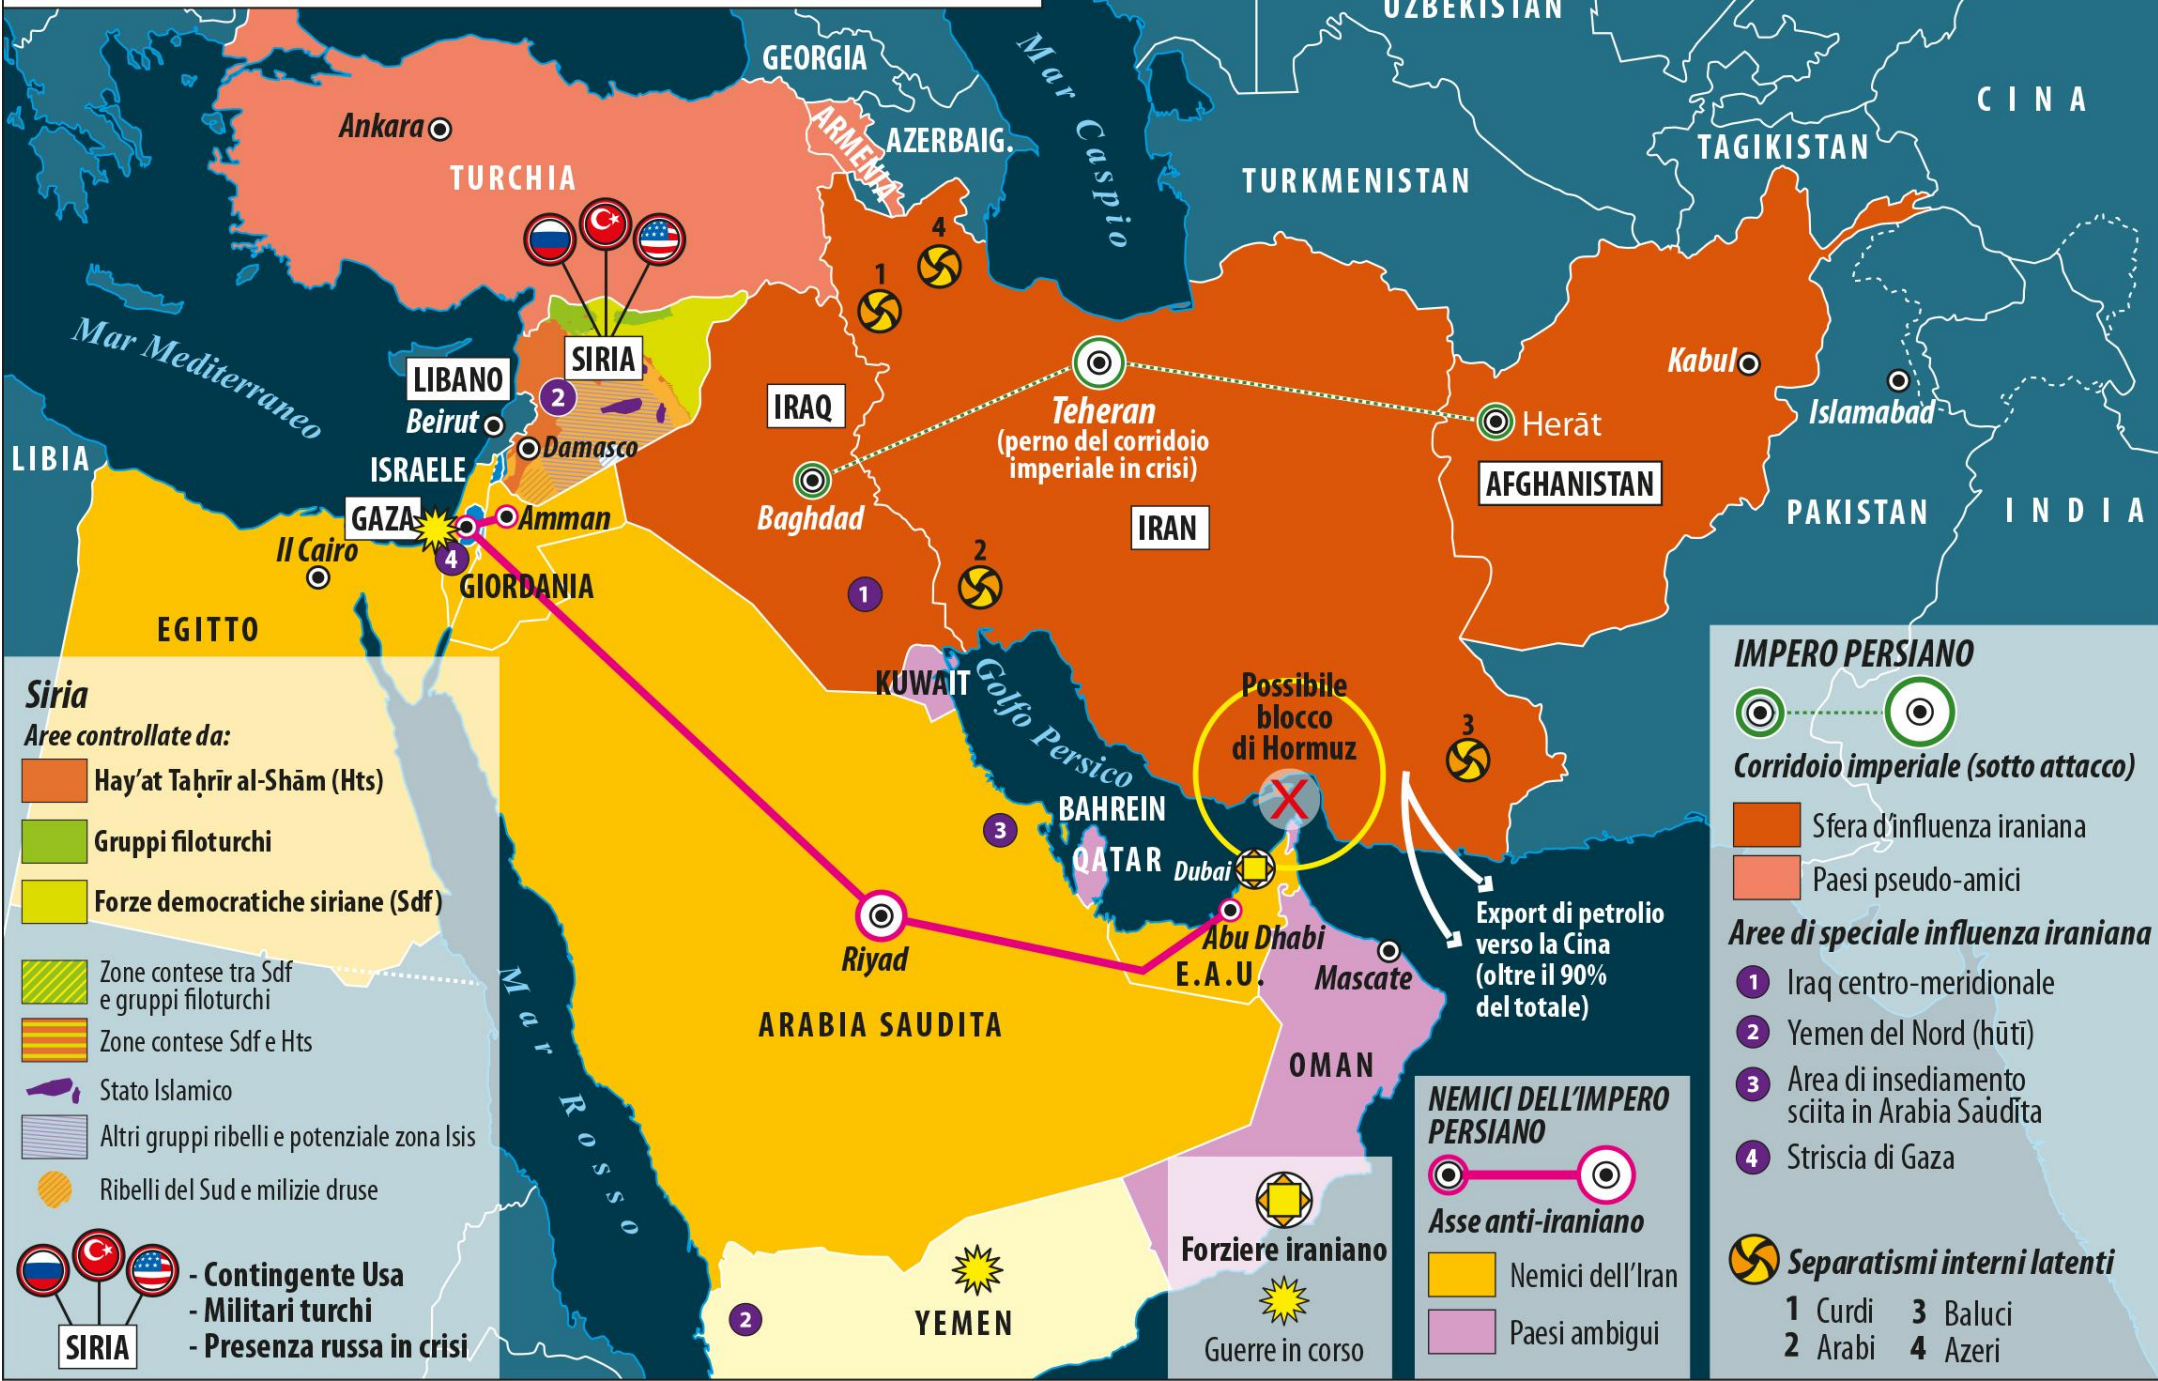 UZBEKISTAN
GEORGIA
Mar Caspio
CINA
Ankara
ARMENIA
AZERBAIG.
TAGIKISTAN
TURCHIA
TURKMENISTAN
4
1
Mar Mediterraneo
SIRIA
Kabul
LIBANO
2
IRAQ
Teheran
(perno del corridoio
imperiale in crisi)
Herāt
Islamabad
Beirut
Damasco
LIBIA
ISRAELE
AFGHANISTAN
GAZA
Amman
Baghdad
IRAN
PAKISTAN
INDIA
Il Cairo
4
2
GIORDANIA
1
EGITTO
KUWAIT
Golfo Persico
Possibile
blocco
di Hormuz
3
BAHREIN
3
QATAR
Dubai
Export di petrolio
verso la Cina
(oltre il 90%
del totale)
Abu Dhabi
Riyad
E.A.U.
Mascate
ARABIA SAUDITA
OMAN
Mar Rosso
YEMEN
2
Siria
Aree controllate da:
Hay'at Taḥrīr al-Shām (Hts)
Gruppi filoturchi
Forze democratiche siriane (Sdf)
Zone contese tra Sdf
e gruppi filoturchi
Zone contese Sdf e Hts
Stato Islamico
Altri gruppi ribelli e potenziale zona Isis
Ribelli del Sud e milizie druse
SIRIA
- Contingente Usa
- Militari turchi
- Presenza russa in crisi
Forziere iraniano
Guerre in corso
NEMICI DELL'IMPERO
PERSIANO
Asse anti-iraniano
Nemici dell'Iran
Paesi ambigui
IMPERO PERSIANO
Corridoio imperiale (sotto attacco)
Sfera d'influenza iraniana
Paesi pseudo-amici
Aree di speciale influenza iraniana
1 Iraq centro-meridionale
2 Yemen del Nord (hūtī)
3 Area di insediamento
sciita in Arabia Saudita
4 Striscia di Gaza
Separatismi interni latenti
1 Curdi 3 Baluci
2 Arabi 4 Azeri